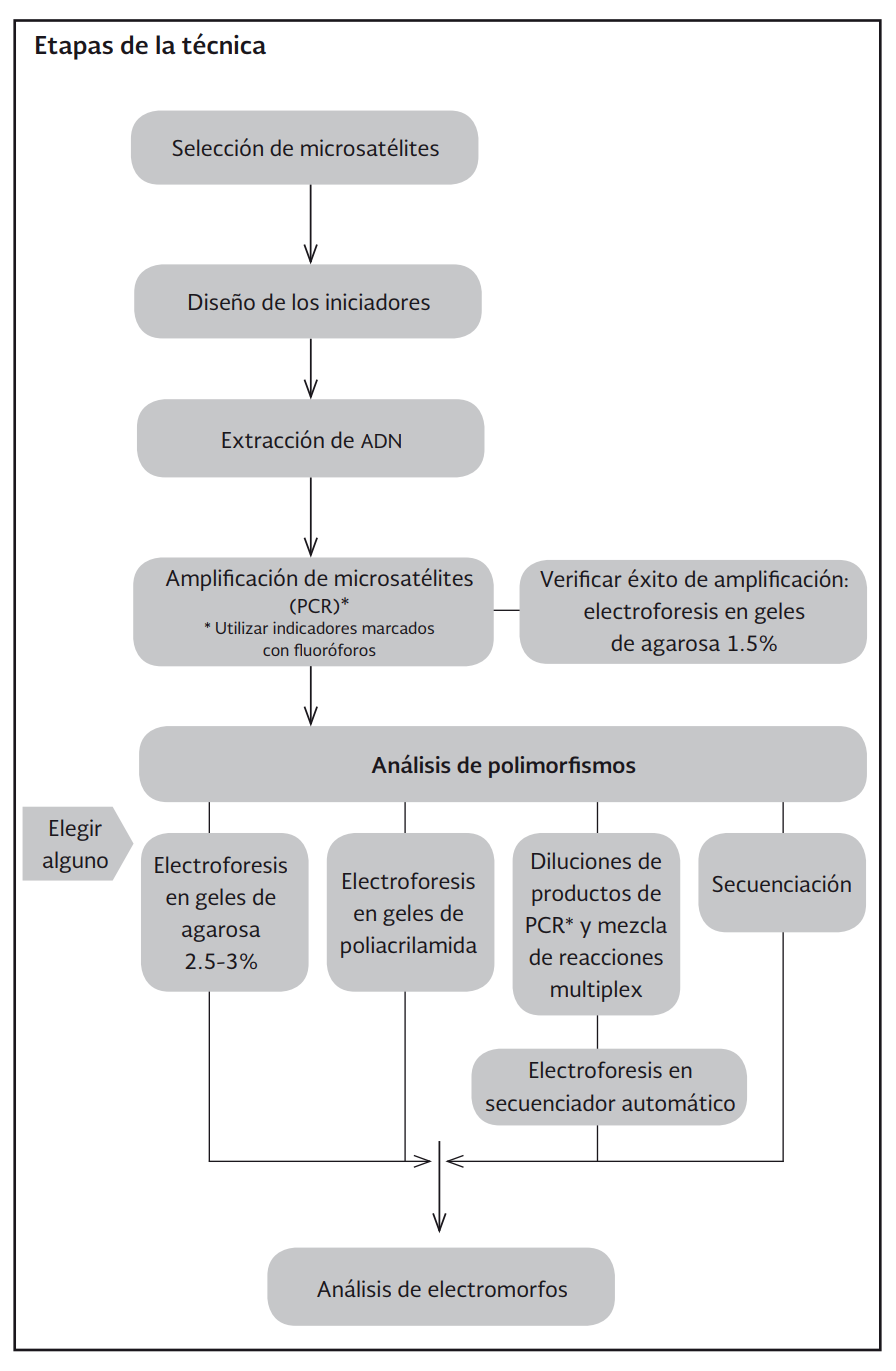 Etapas de la técnica
Selección de microsatélites
Diseño de los iniciadores
Extracción de ADN
Amplificación de microsatélites
(PCR)*
* Utilizar indicadores marcados
con fluoróforos
Verificar éxito de amplificación:
electroforesis en geles
de agarosa 1.5%
Análisis de polimorfismos
Elegir
alguno
Electroforesis
en geles de
agarosa
2.5-3%
Electroforesis
en geles de
poliacrilamida
Diluciones de
productos de
PCR* y mezcla
de reacciones
multiplex
Secuenciación
Electroforesis en
secuenciador automático
Análisis de electromorfos